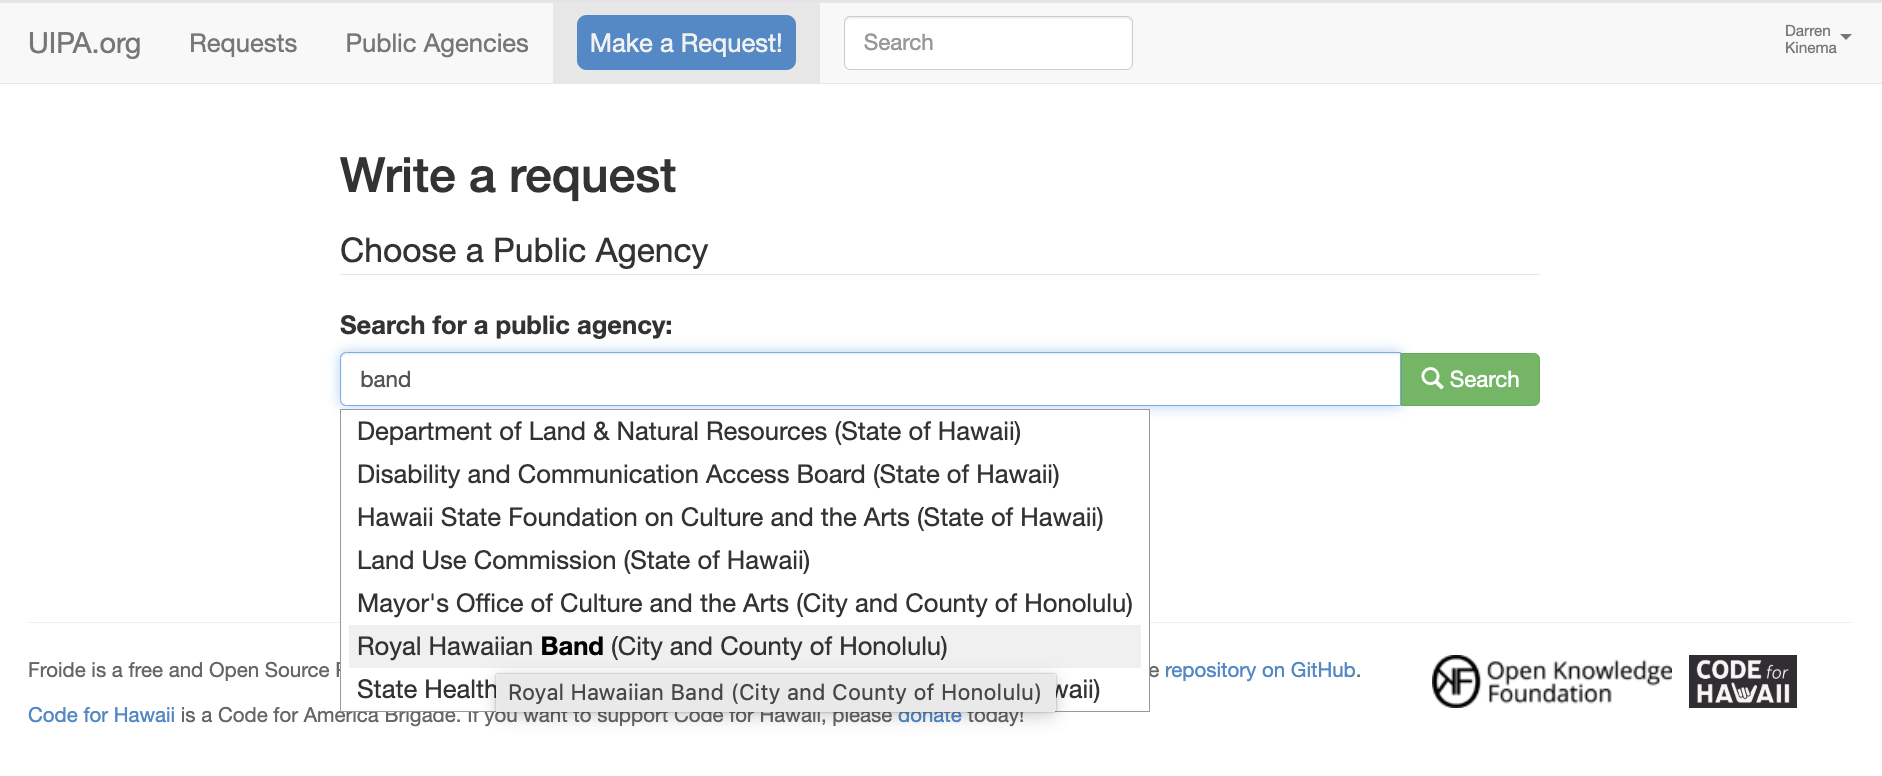 UIPA.org Requests Public Agencies Make a Request! Search Darren Kinema
Write a request
Choose a Public Agency
Search for a public agency:
band Search
Department of Land & Natural Resources (State of Hawaii)
Disability and Communication Access Board (State of Hawaii)
Hawaii State Foundation on Culture and the Arts (State of Hawaii)
Land Use Commission (State of Hawaii)
Mayor's Office of Culture and the Arts (City and County of Honolulu)
Royal Hawaiian Band (City and County of Honolulu)
State Health
Royal Hawaiian Band (City and County of Honolulu)
Froide is a free and Open Source
repository on GitHub.
Code for Hawaii is a Code for America Brigade. If you want to support Code for Hawaii, please donate today!
Open Knowledge
Foundation
CODE for
HAWAII